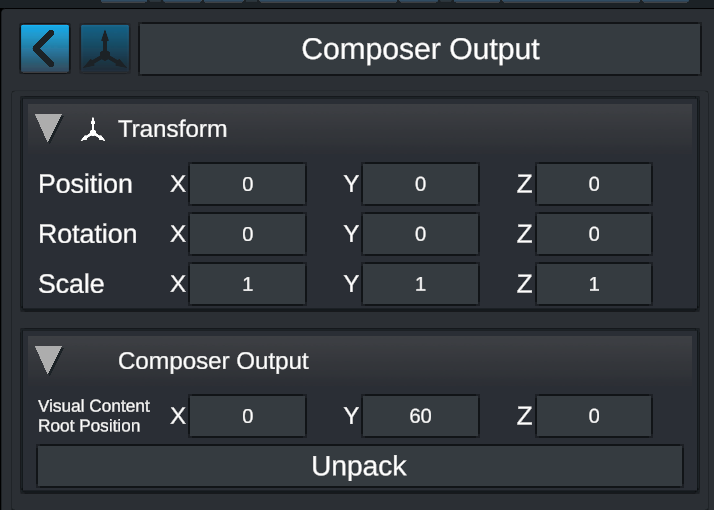 Composer Output
Transform
Position X 0 Y 0 Z 0
Rotation X 0 Y 0 Z 0
Scale X 1 Y 1 Z 1
Composer Output
Visual Content
Root Position X 0 Y 60 Z 0
Unpack